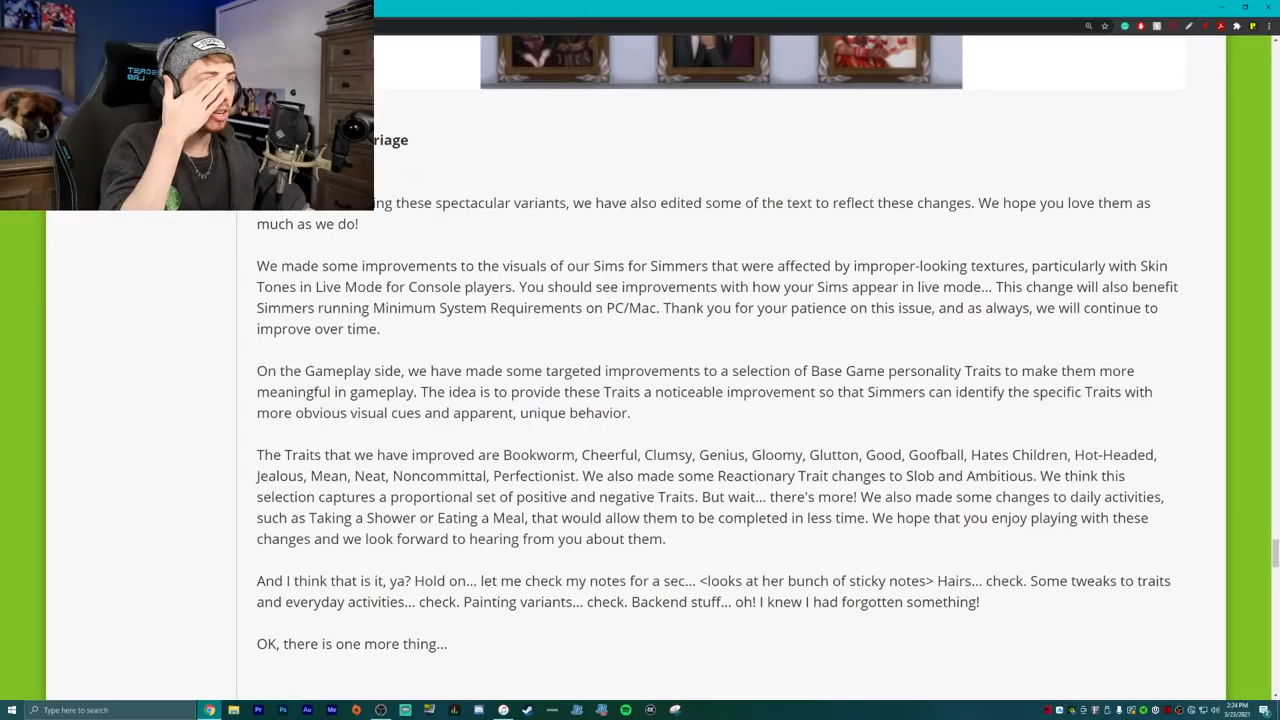 riage
ing these spectacular variants, we have also edited some of the text to reflect these changes. We hope you love them as
much as we do!
We made some improvements to the visuals of our Sims for Simmers that were affected by improper-looking textures, particularly with Skin
Tones in Live Mode for Console players. You should see improvements with how your Sims appear in live mode... This change will also benefit
Simmers running Minimum System Requirements on PC/Mac. Thank you for your patience on this issue, and as always, we will continue to
improve over time.
On the Gameplay side, we have made some targeted improvements to a selection of Base Game personality Traits to make them more
meaningful in gameplay. The idea is to provide these Traits a noticeable improvement so that Simmers can identify the specific Traits with
more obvious visual cues and apparent, unique behavior.
The Traits that we have improved are Bookworm, Cheerful, Clumsy, Genius, Gloomy, Glutton, Good, Goofball, Hates Children, Hot-Headed,
Jealous, Mean, Neat, Noncommittal, Perfectionist. We also made some Reactionary Trait changes to Slob and Ambitious. We think this
selection captures a proportional set of positive and negative Traits. But wait... there's more! We also made some changes to daily activities,
such as Taking a Shower or Eating a Meal, that would allow them to be completed in less time. We hope that you enjoy playing with these
changes and we look forward to hearing from you about them.
And I think that is it, ya? Hold on... let me check my notes for a sec... <looks at her bunch of sticky notes> Hairs... check. Some tweaks to traits
and everyday activities... check. Painting variants... check. Backend stuff... oh! I knew I had forgotten something!
OK, there is one more thing...
Type here to search
2:24 PM
3/23/2021